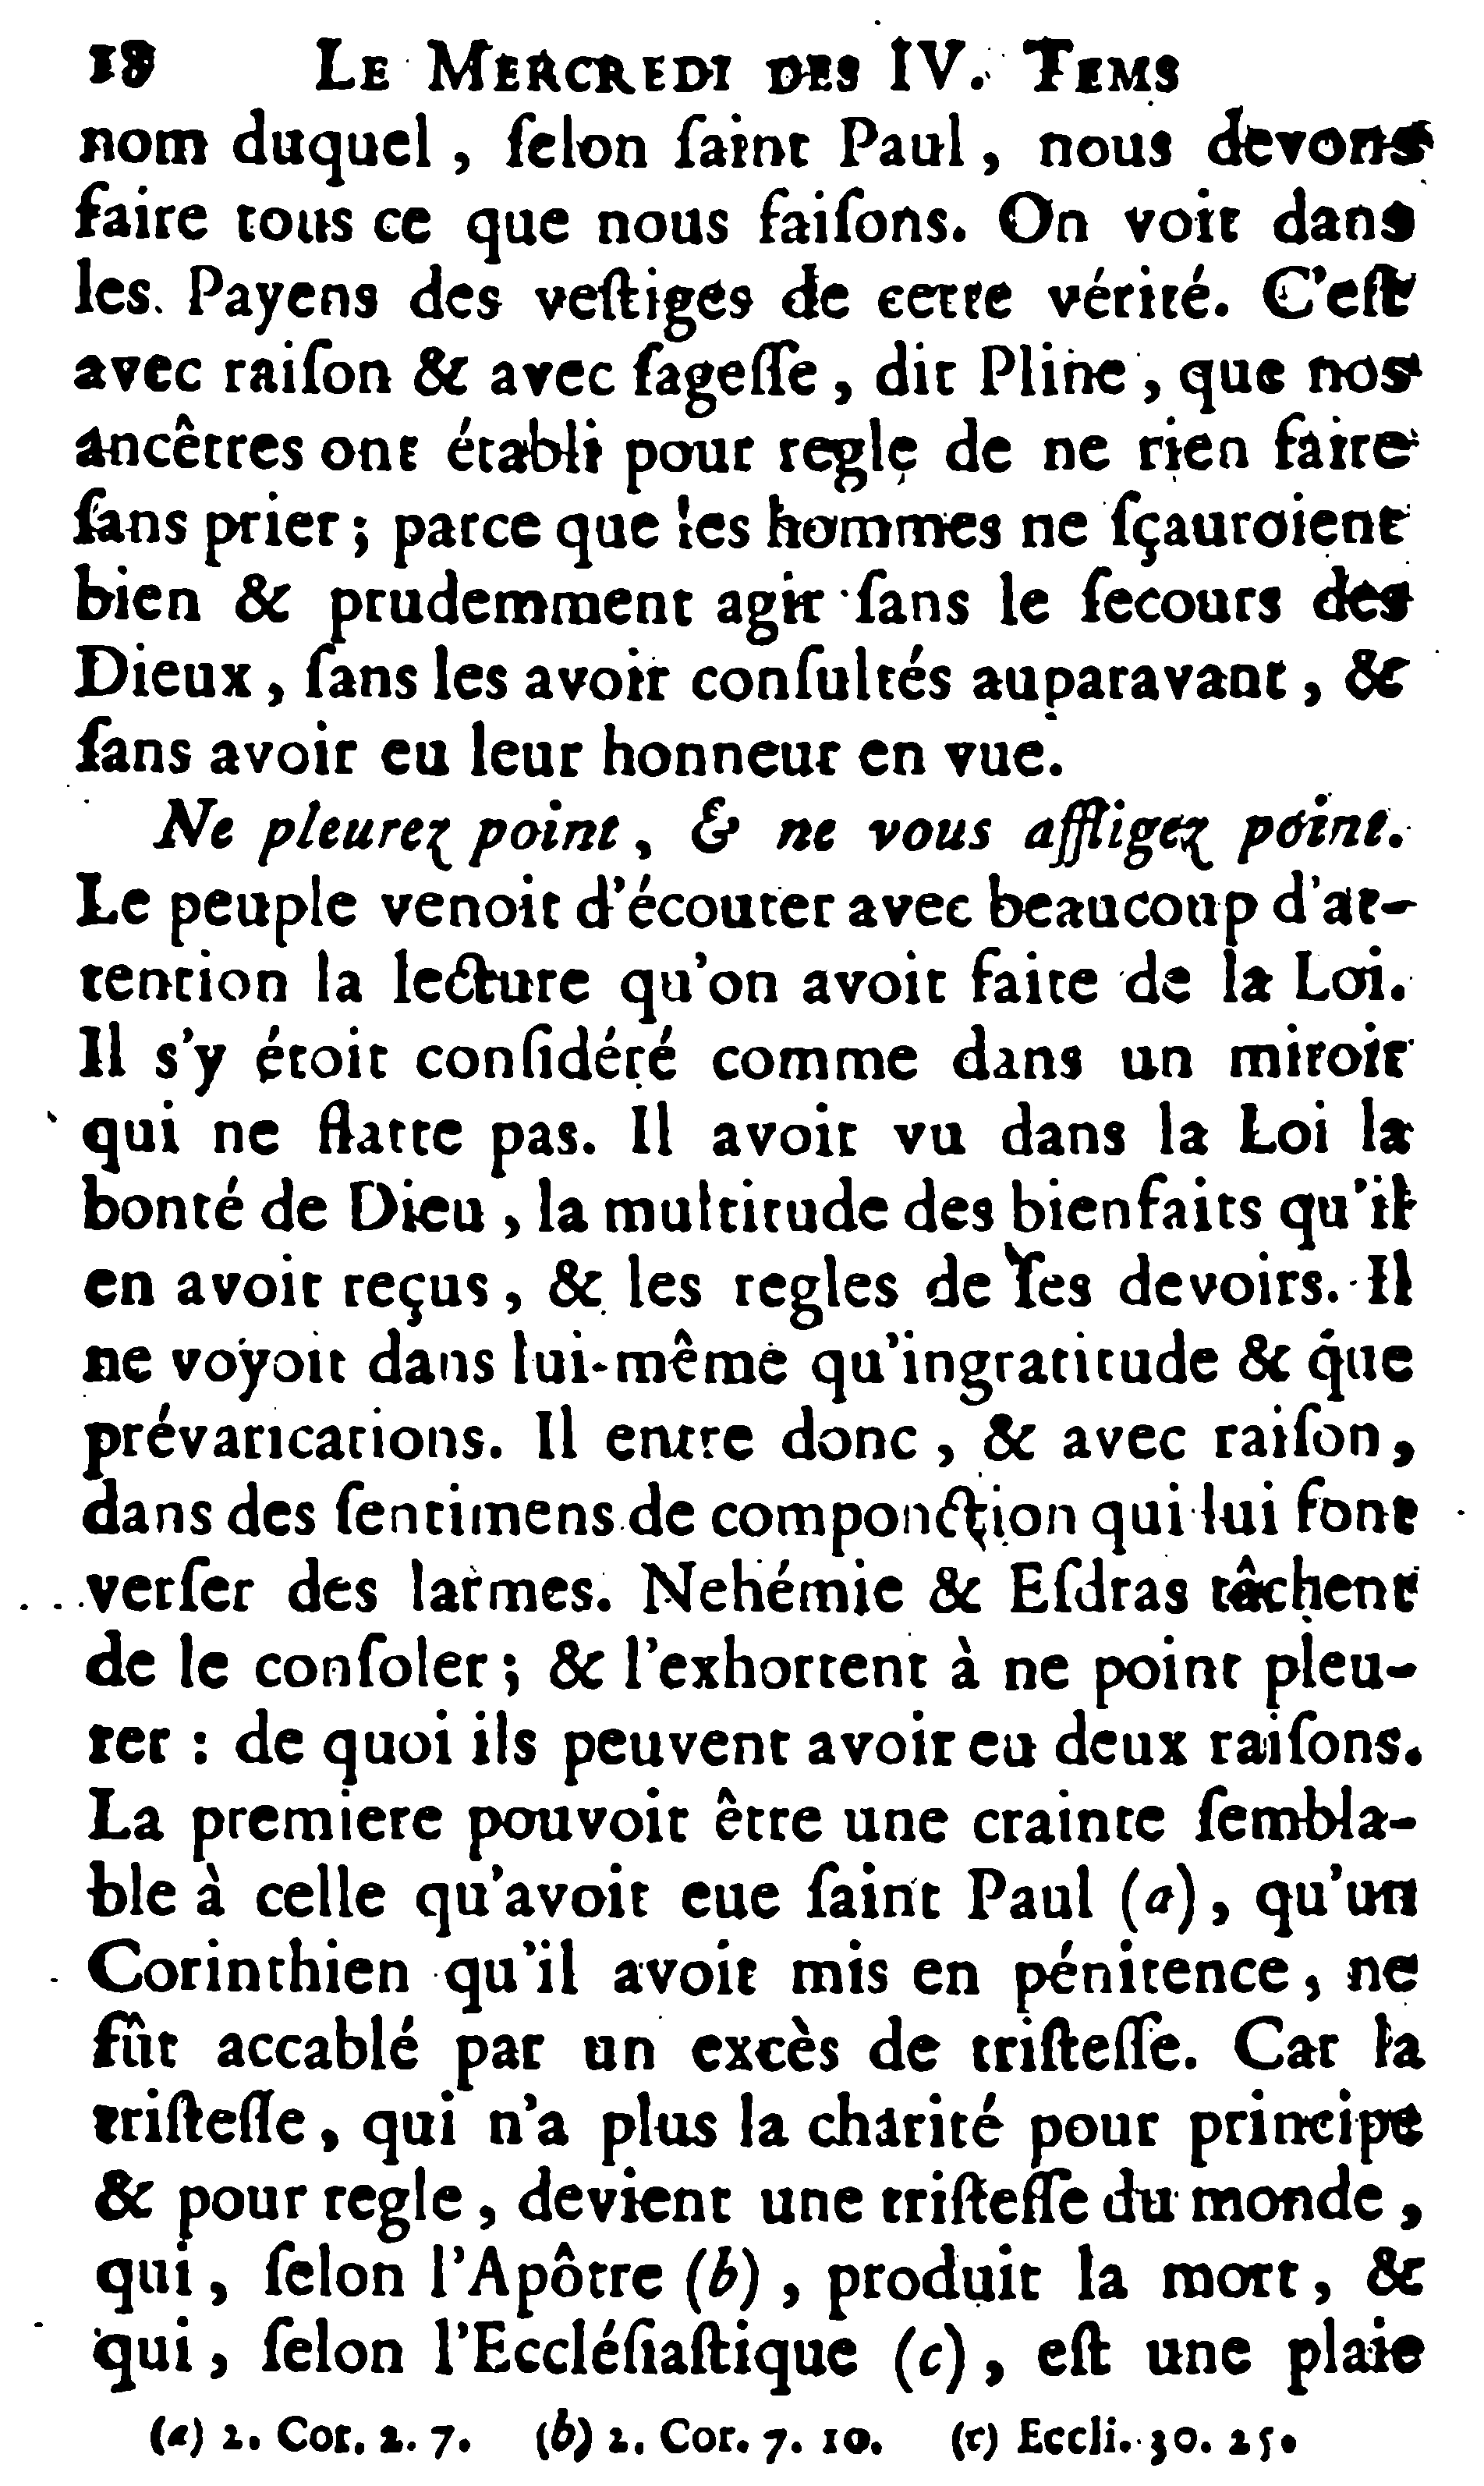 18 LE MERCREDI DES IV. TEMS
nom duquel, ſelon ſaint Paul, nous devons
faire tous ce que nous faiſons. On voit dans
les Payens des veſtiges de cette vérité. C'eſt
avec raiſon & avec ſageſſe, dit Pline, que nos
ancêtres ont établi pour regle de ne rien faire
ſans prier; parce que les hommes ne ſçauroient
bien & prudemment agir ſans le ſecours des
Dieux, ſans les avoir conſultés auparavant, &
ſans avoir eu leur honneur en vue.
Ne pleurez point, & ne vous affligez point.
Le peuple venoit d'écouter avec beaucoup d'at-
tention la lecture qu'on avoit faite de la Loi.
Il s'y étoit conſidéré comme dans un miroir
qui ne flatte pas. Il avoit vu dans la Loi la
bonté de Dieu, la multitude des bienfaits qu'il
en avoit reçus, & les regles de ſes devoirs. Il
ne voyoit dans lui-même qu'ingratitude & que
prévarications. Il entre donc, & avec raiſon,
dans des ſentimens de componction qui lui font
verſer des larmes. Nehémie & Eſdras tâchent
de le conſoler; & l'exhortent à ne point pleu-
rer : de quoi ils peuvent avoir eu deux raiſons.
La premiere pouvoit être une crainte ſembla-
ble à celle qu'avoit eue ſaint Paul (a), qu'un
Corinthien qu'il avoit mis en pénitence, ne
fût accablé par un excès de triſteſſe. Car la
triſteſſe, qui n'a plus la charité pour principe
& pour regle, devient une triſteſſe du monde,
qui, ſelon l'Apôtre (b), produit la mort, &
qui, ſelon l'Eccléſiaſtique (c), eſt une plaie
(a) 2. Cor. 2. 7. (b) 2. Cor. 7. 10. (c) Eccli. 30. 25.